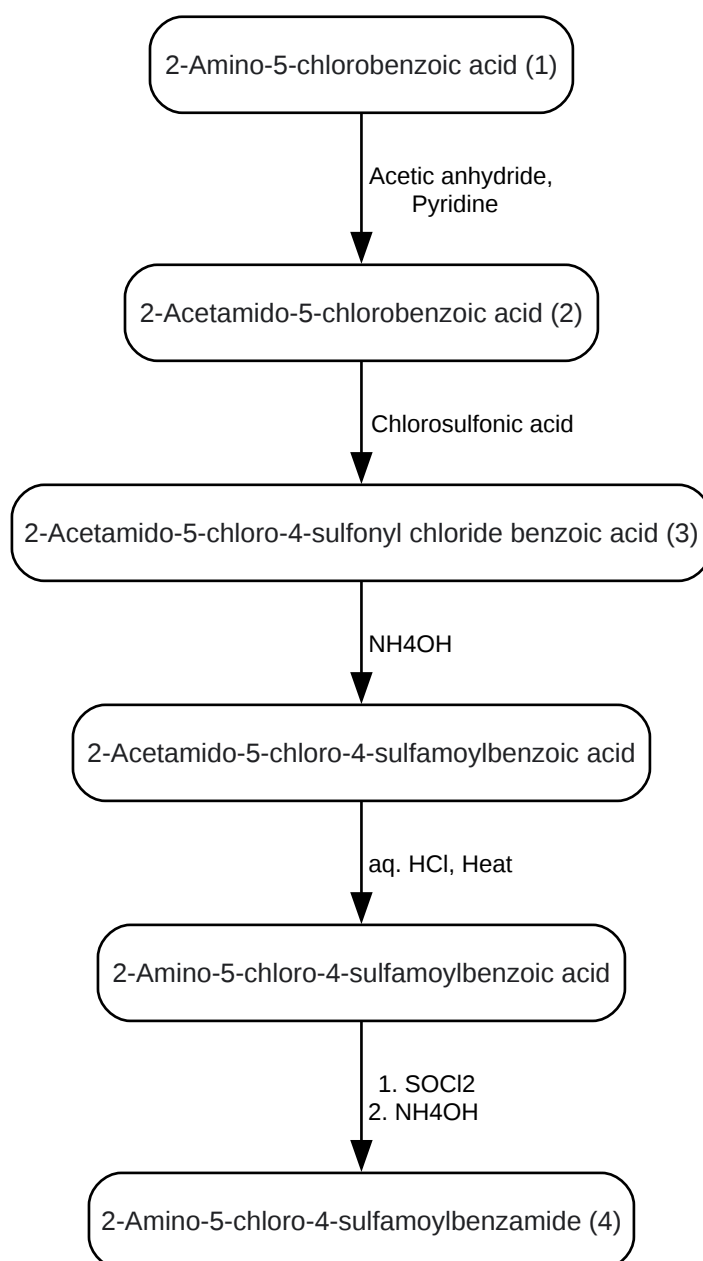 2-Amino-5-chlorobenzoic acid (1)
Acetic anhydride,
Pyridine
2-Acetamido-5-chlorobenzoic acid (2)
Chlorosulfonic acid
2-Acetamido-5-chloro-4-sulfonyl chloride benzoic acid (3)
NH4OH
2-Acetamido-5-chloro-4-sulfamoylbenzoic acid
aq. HCl, Heat
2-Amino-5-chloro-4-sulfamoylbenzoic acid
1. SOCl2
2. NH4OH
2-Amino-5-chloro-4-sulfamoylbenzamide (4)